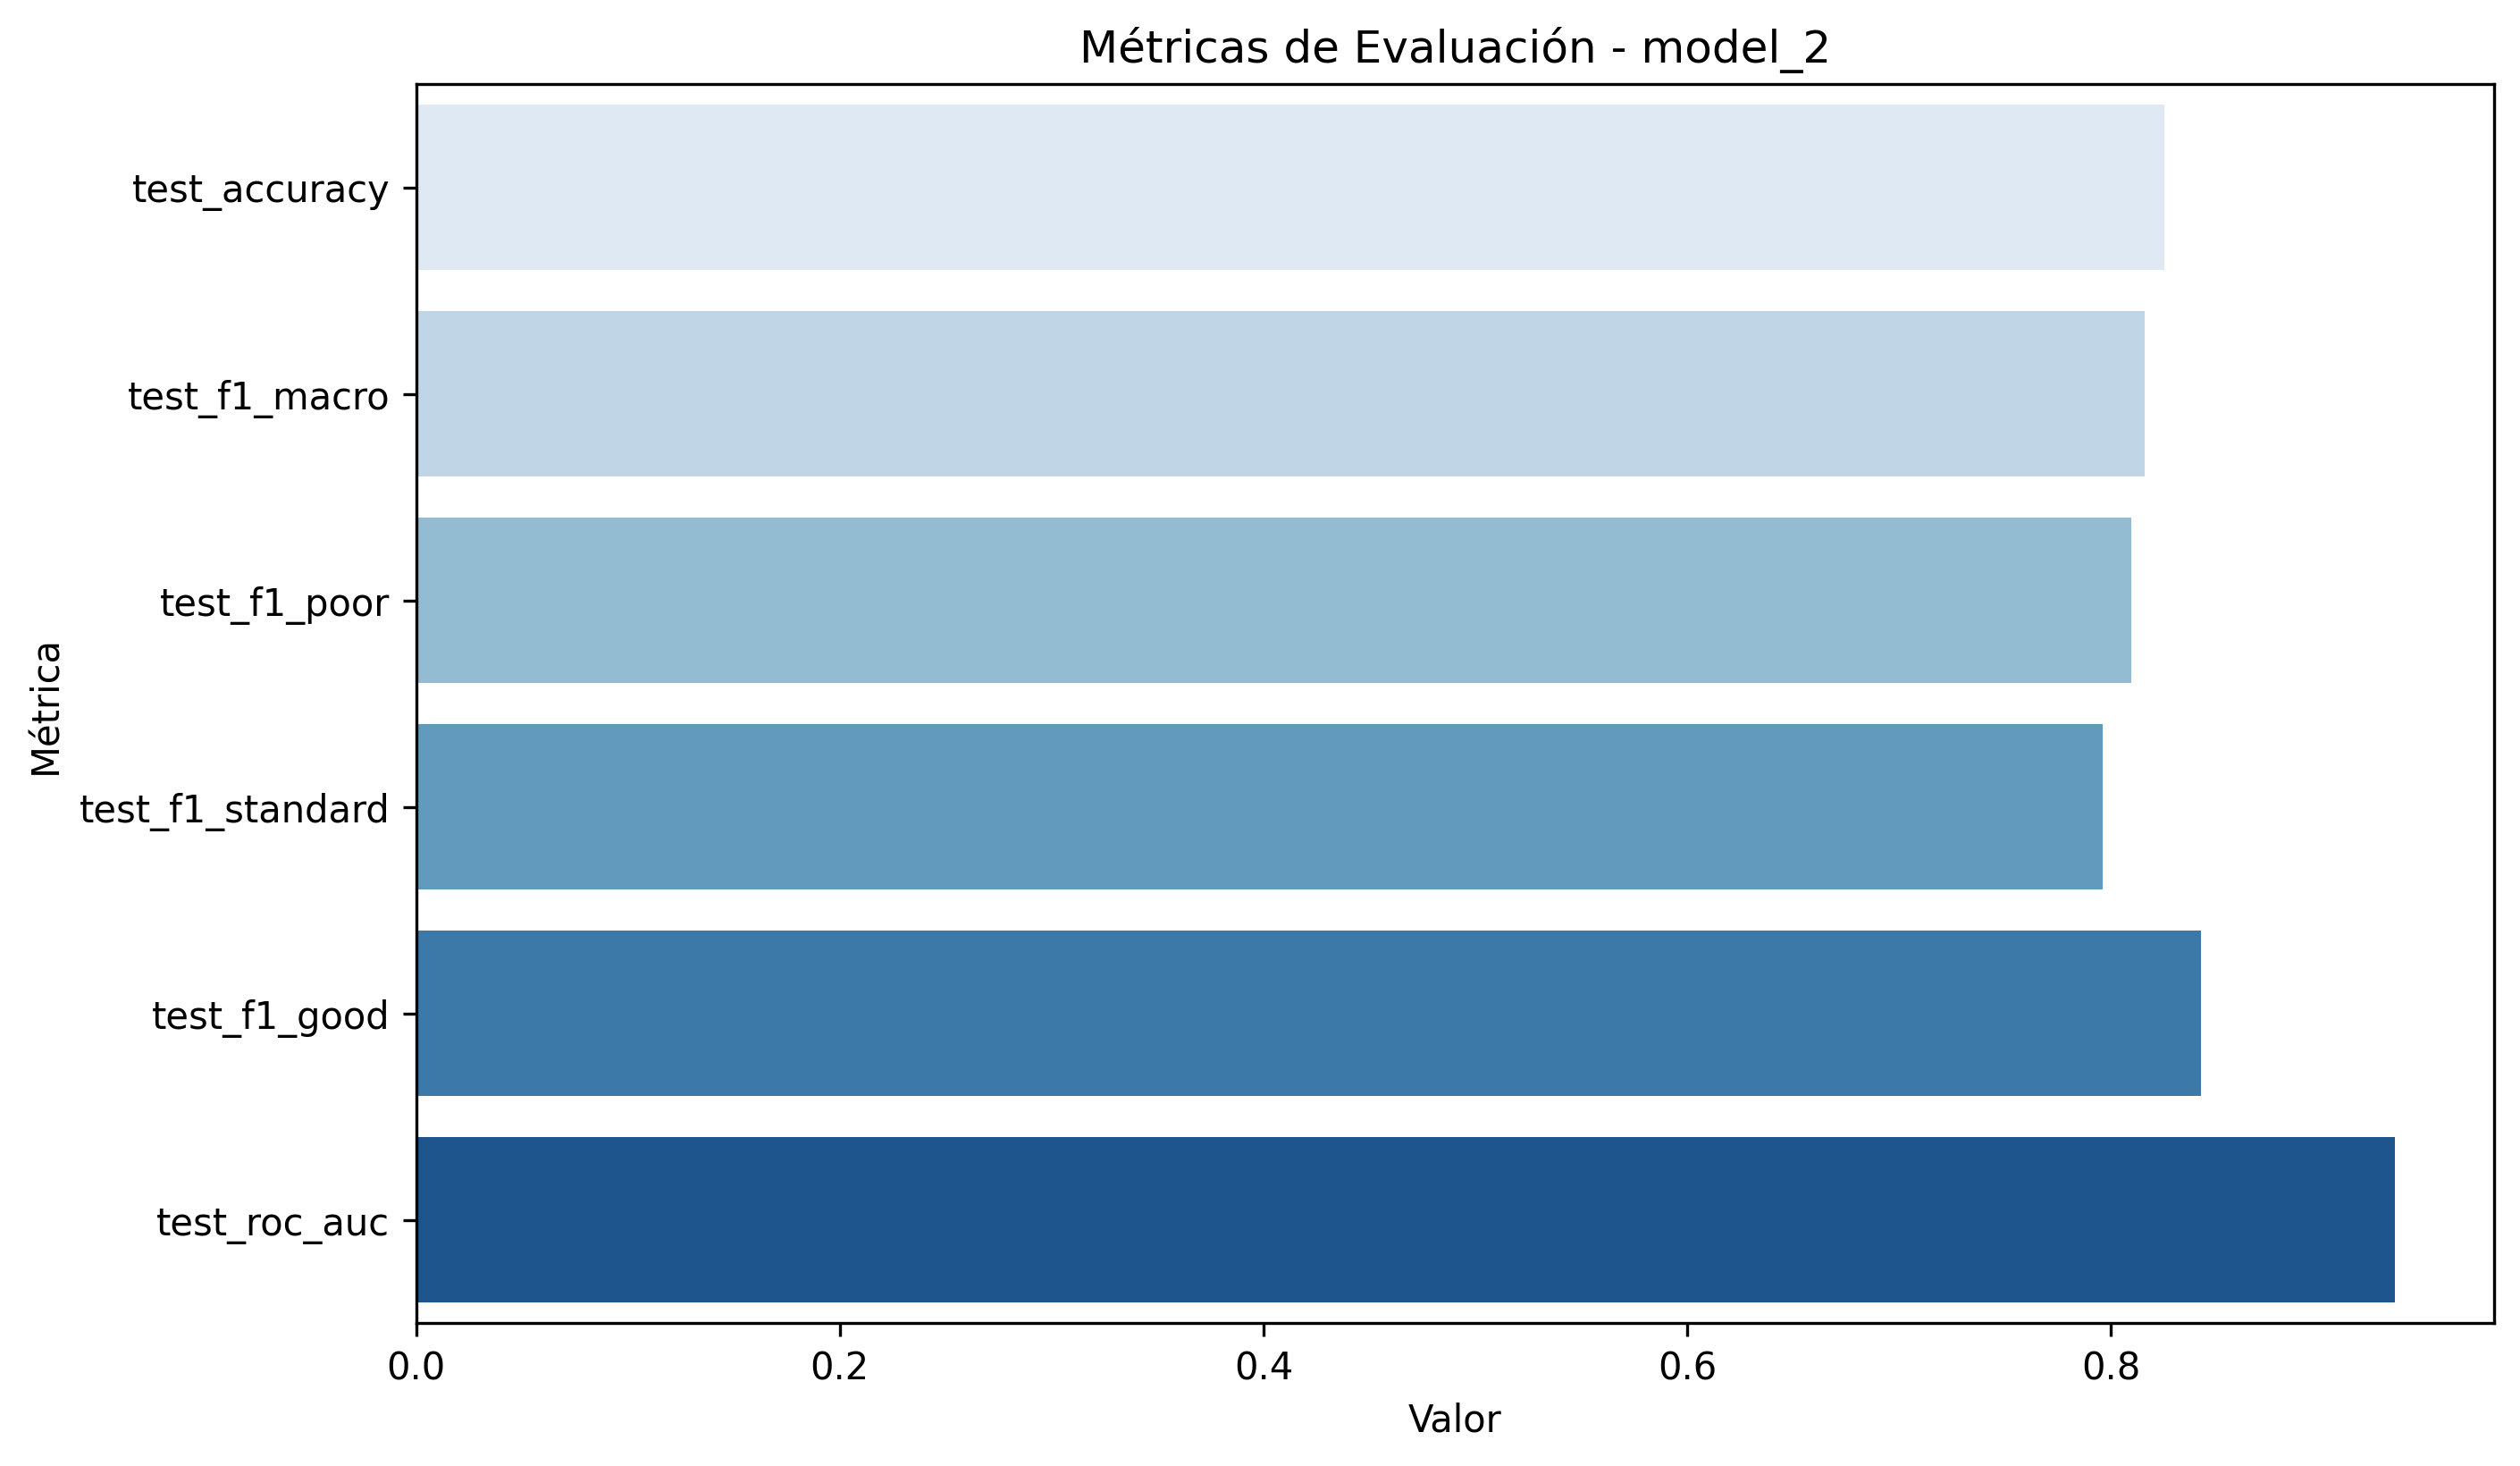 Métricas de Evaluación - model_2
Métrica
test_accuracy
test_f1_macro
test_f1_poor
test_f1_standard
test_f1_good
test_roc_auc
0.0 0.2 0.4 0.6 0.8
Valor